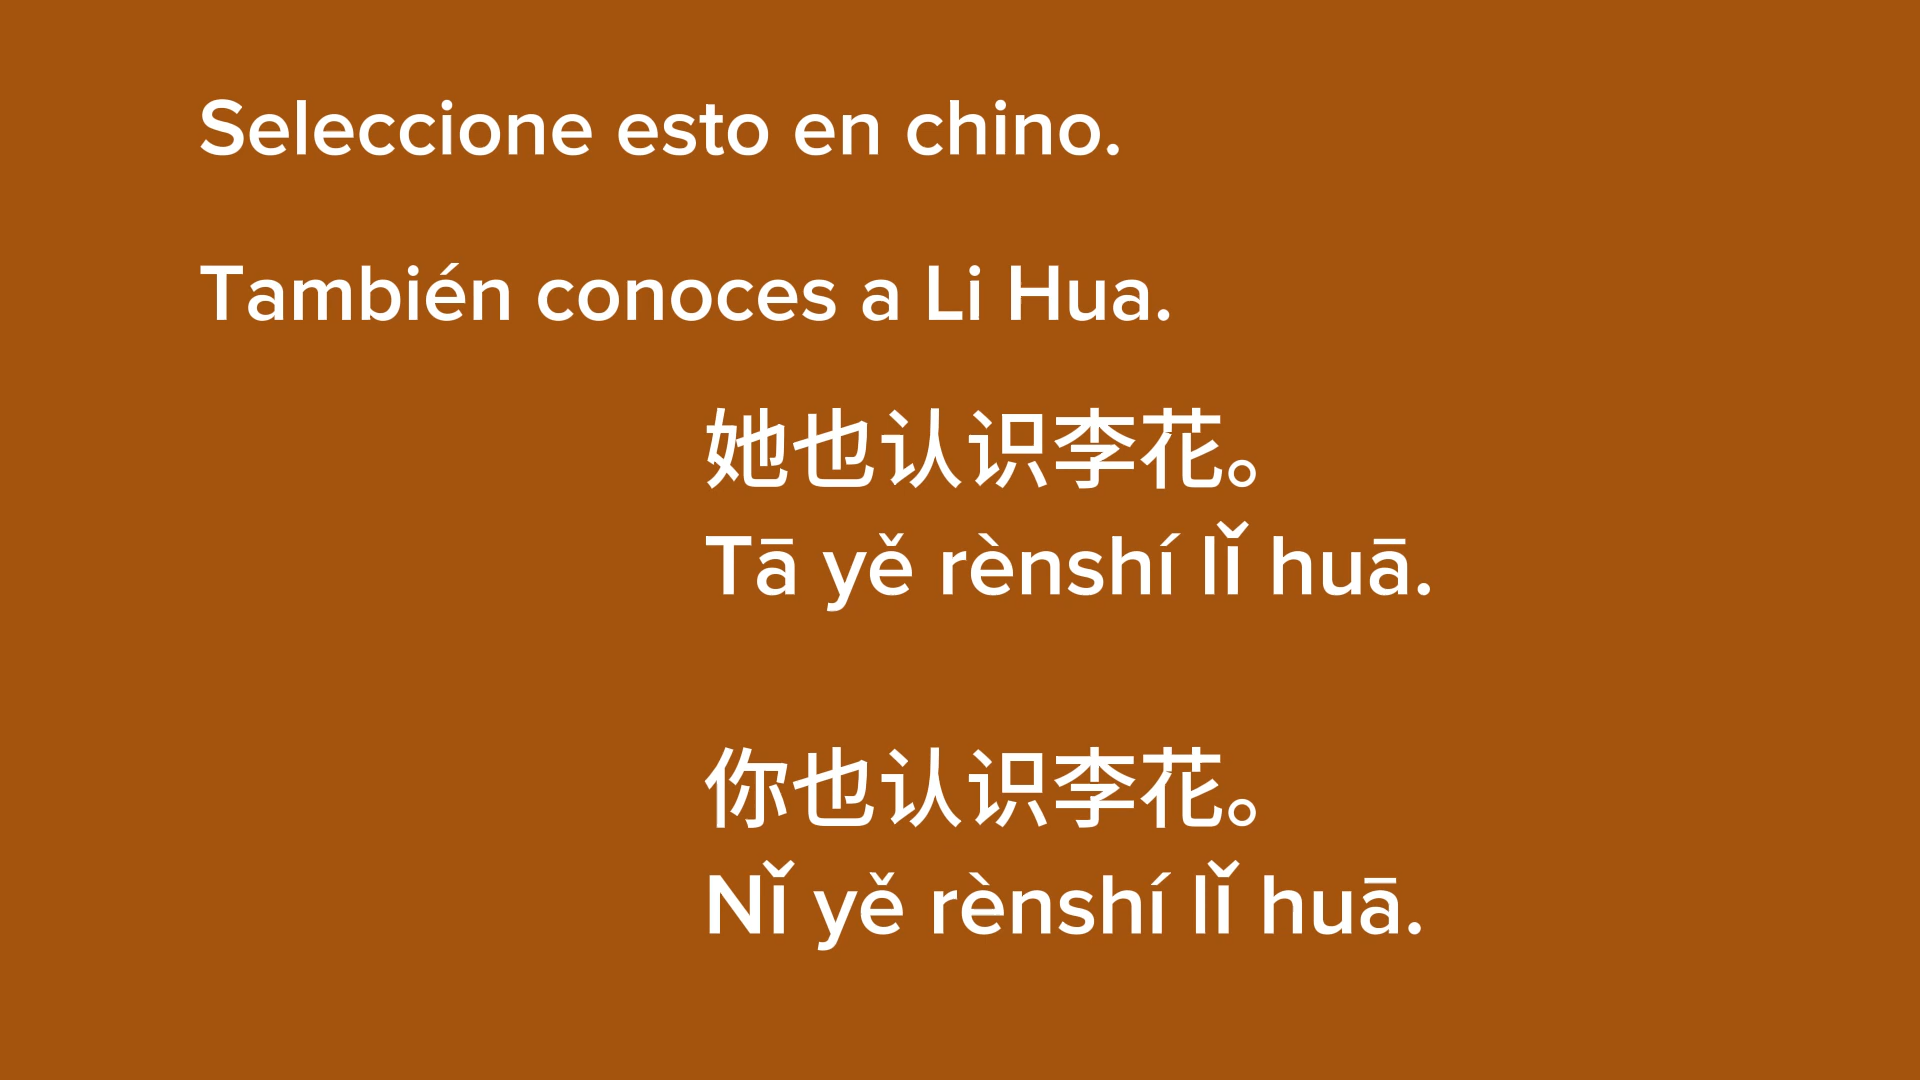 Seleccione esto en chino.
También conoces a Li Hua.
她也认识李花。
Tā yě rènshí lǐ huā.
你也认识李花。
Nǐ yě rènshí lǐ huā.